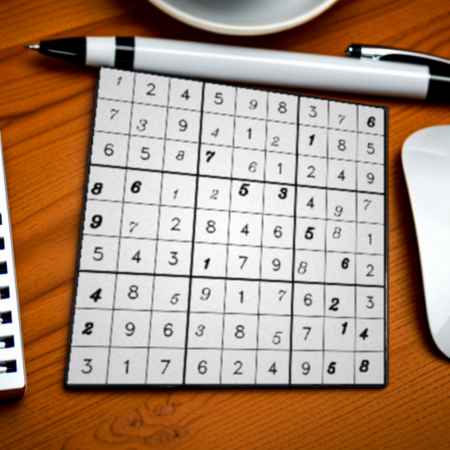 1 2 4 5 9 8 3 7 6
7 3 9 4 1 2 1 8 5
6 5 8 7 6 1 2 4 9
8 6 1 2 5 3 4 9 7
9 7 2 8 4 6 5 8 1
5 4 3 1 7 9 8 6 2
4 8 5 9 1 7 6 2 3
2 9 6 3 8 5 7 1 4
3 1 7 6 2 4 9 5 8